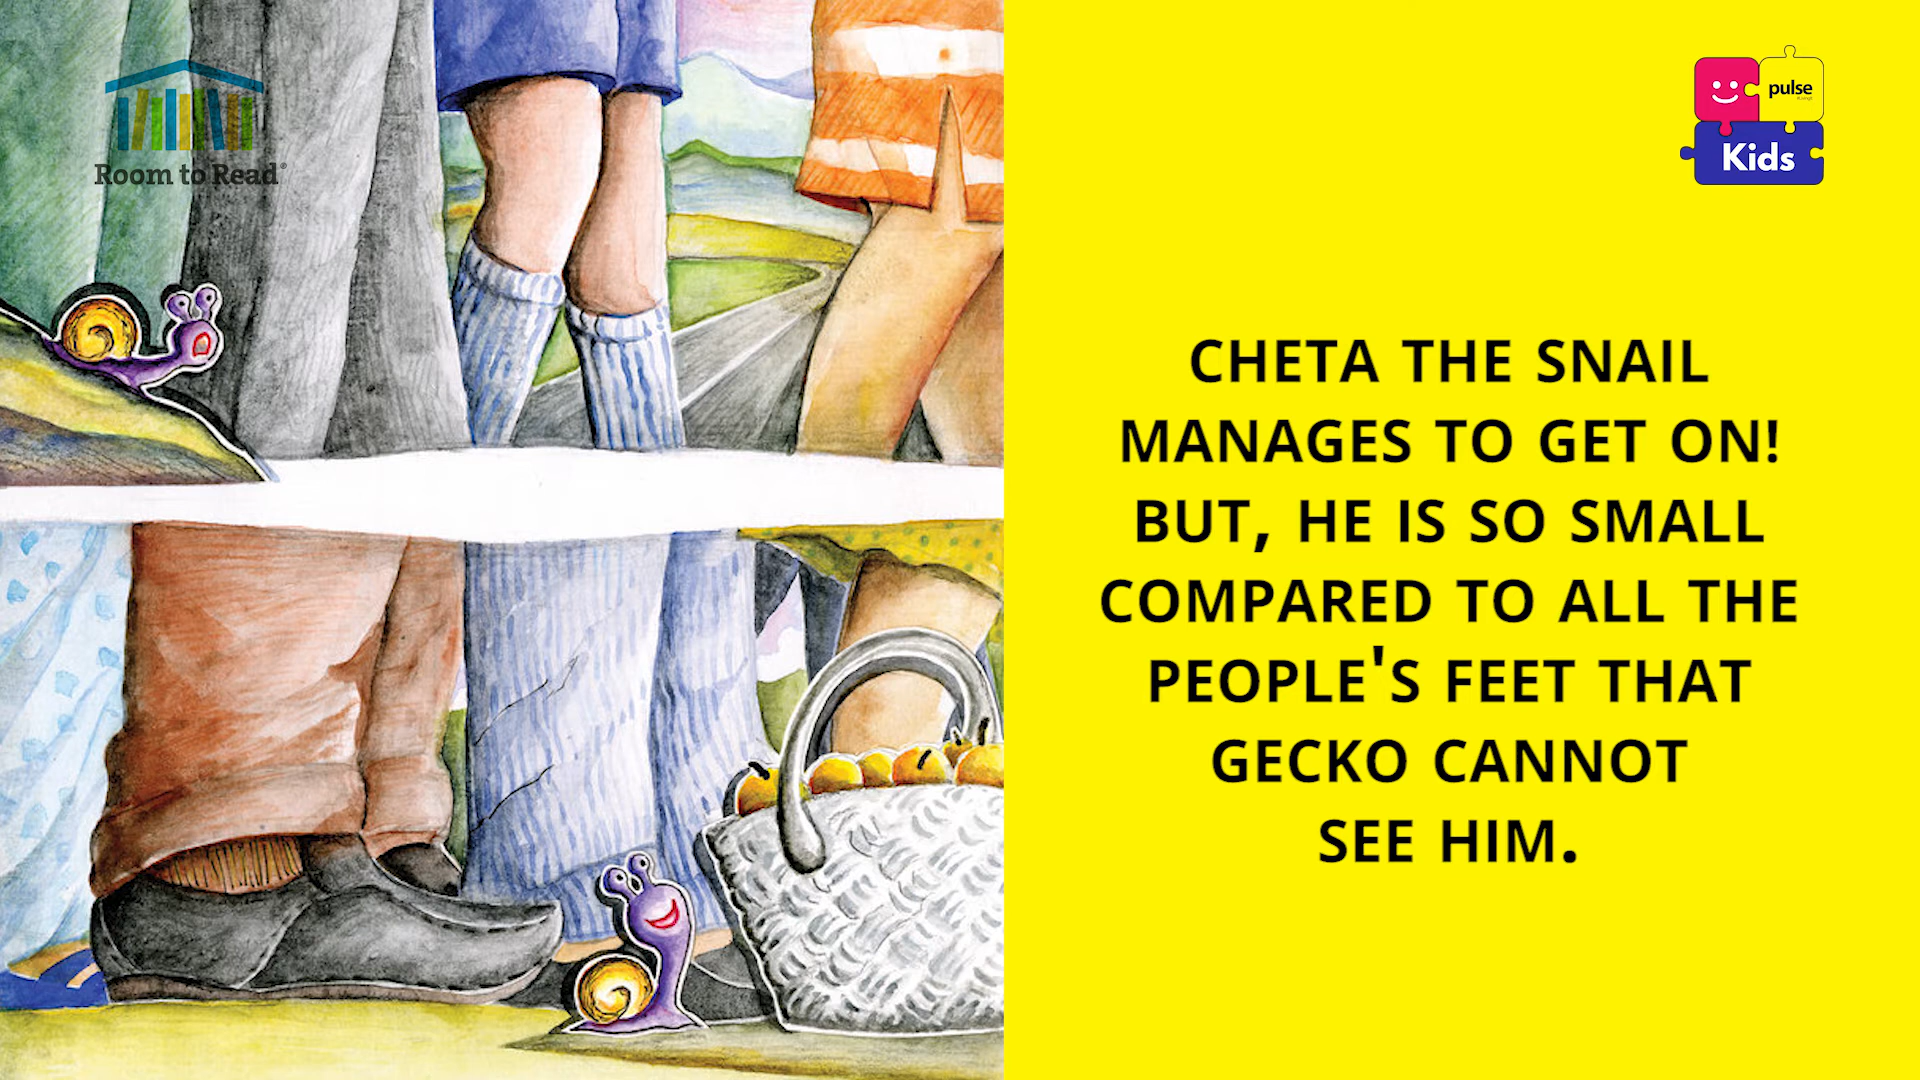 Room to Read®
pulse
Kids
CHETA THE SNAIL
MANAGES TO GET ON!
BUT, HE IS SO SMALL
COMPARED TO ALL THE
PEOPLE'S FEET THAT
GECKO CANNOT
SEE HIM.